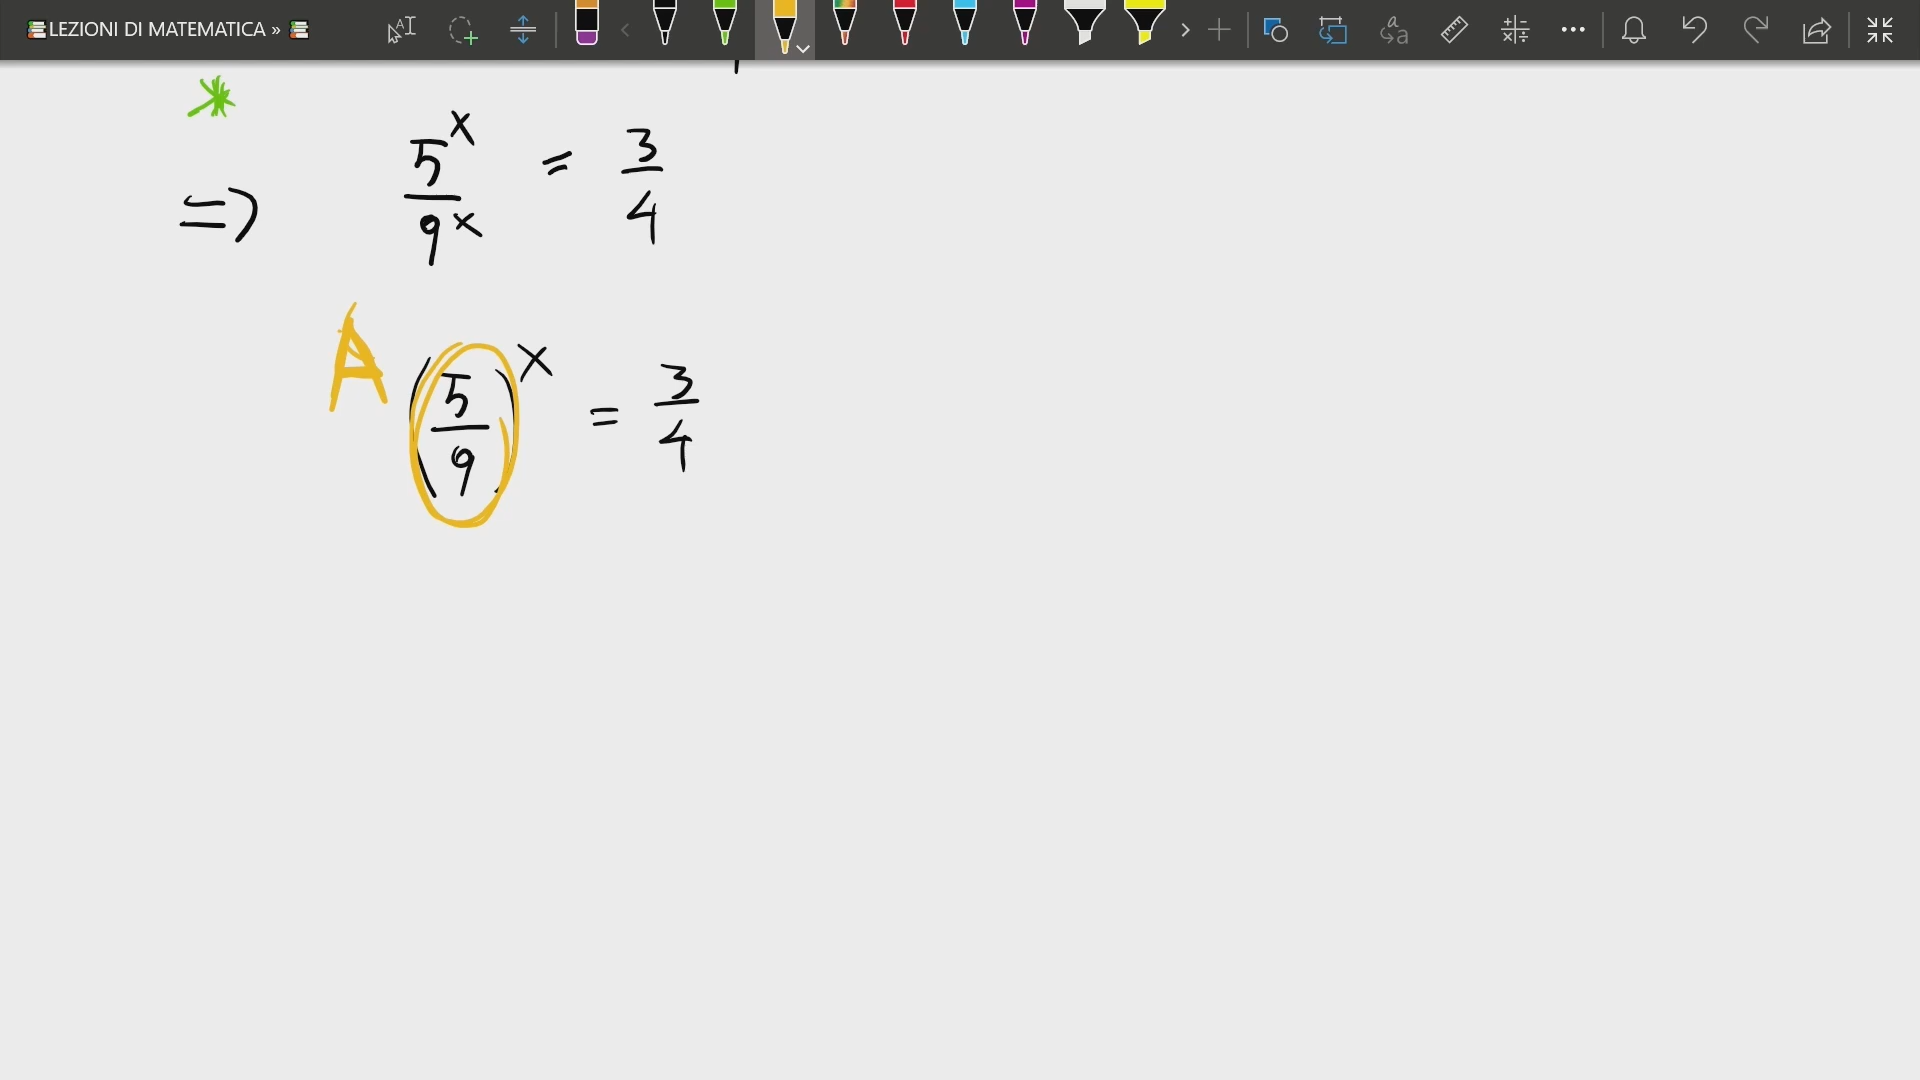 📚LEZIONI DI MATEMATICA » 📚
*
=> 5^x / 9^x = 3/4
A (5/9)^x = 3/4